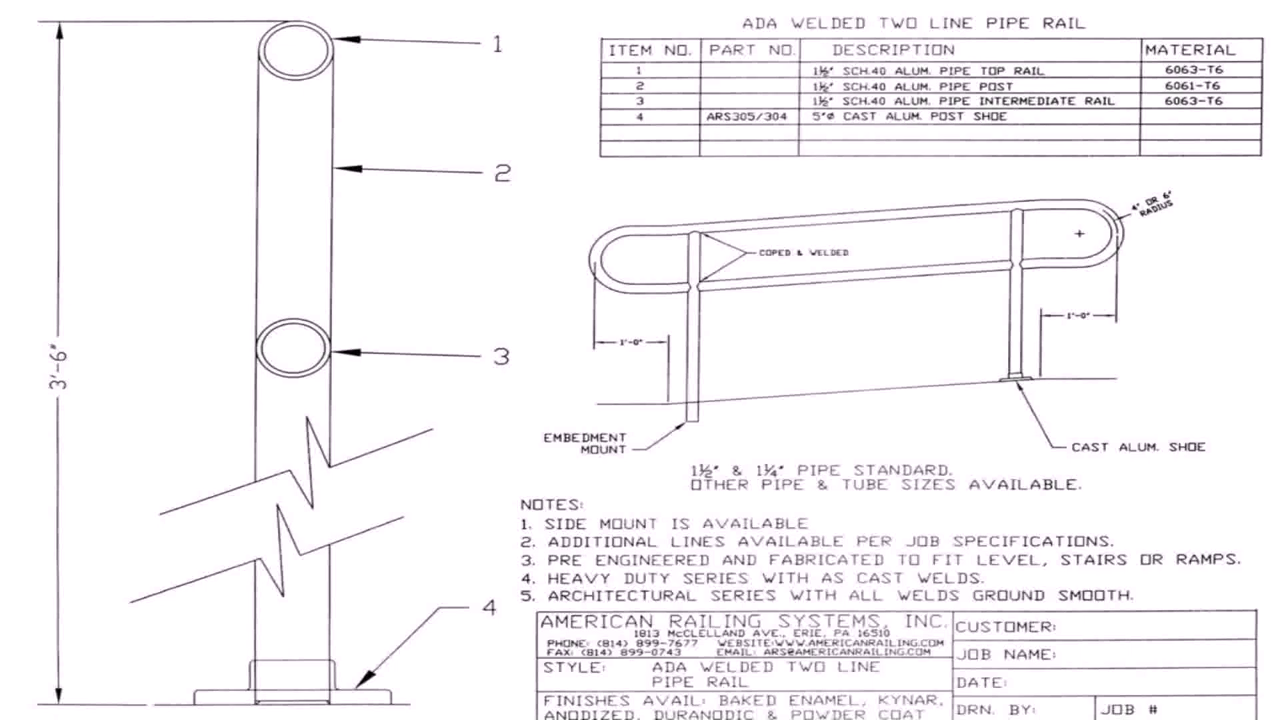 1
2
3
4
3'-6"
ADA WELDED TWO LINE PIPE RAIL
ITEM NO. PART NO. DESCRIPTION MATERIAL
1 1½" SCH.40 ALUM. PIPE TOP RAIL 6063-T6
2 1½" SCH.40 ALUM. PIPE POST 6061-T6
3 1½" SCH.40 ALUM. PIPE INTERMEDIATE RAIL 6063-T6
4 ARS305/304 5"ø CAST ALUM. POST SHOE
4" OR 6"
RADIUS
COPED & WELDED
1'-0"
1'-0"
EMBEDMENT
MOUNT
CAST ALUM. SHOE
1½" & 1¼" PIPE STANDARD.
OTHER PIPE & TUBE SIZES AVAILABLE.
NOTES:
1. SIDE MOUNT IS AVAILABLE
2. ADDITIONAL LINES AVAILABLE PER JOB SPECIFICATIONS.
3. PRE ENGINEERED AND FABRICATED TO FIT LEVEL, STAIRS OR RAMPS.
4. HEAVY DUTY SERIES WITH AS CAST WELDS.
5. ARCHITECTURAL SERIES WITH ALL WELDS GROUND SMOOTH.
AMERICAN RAILING SYSTEMS, INC.
1813 McCLELLAND AVE., ERIE, PA 16510
PHONE: (814) 899-7677 WEBSITE:WWW.AMERICANRAILING.COM
FAX: (814) 899-0743 EMAIL: ARS@AMERICANRAILING.COM
STYLE: ADA WELDED TWO LINE
PIPE RAIL
FINISHES AVAIL: BAKED ENAMEL, KYNAR,
ANODIZED, DURANODIC & POWDER COAT
CUSTOMER:
JOB NAME:
DATE:
DRN. BY: JOB #